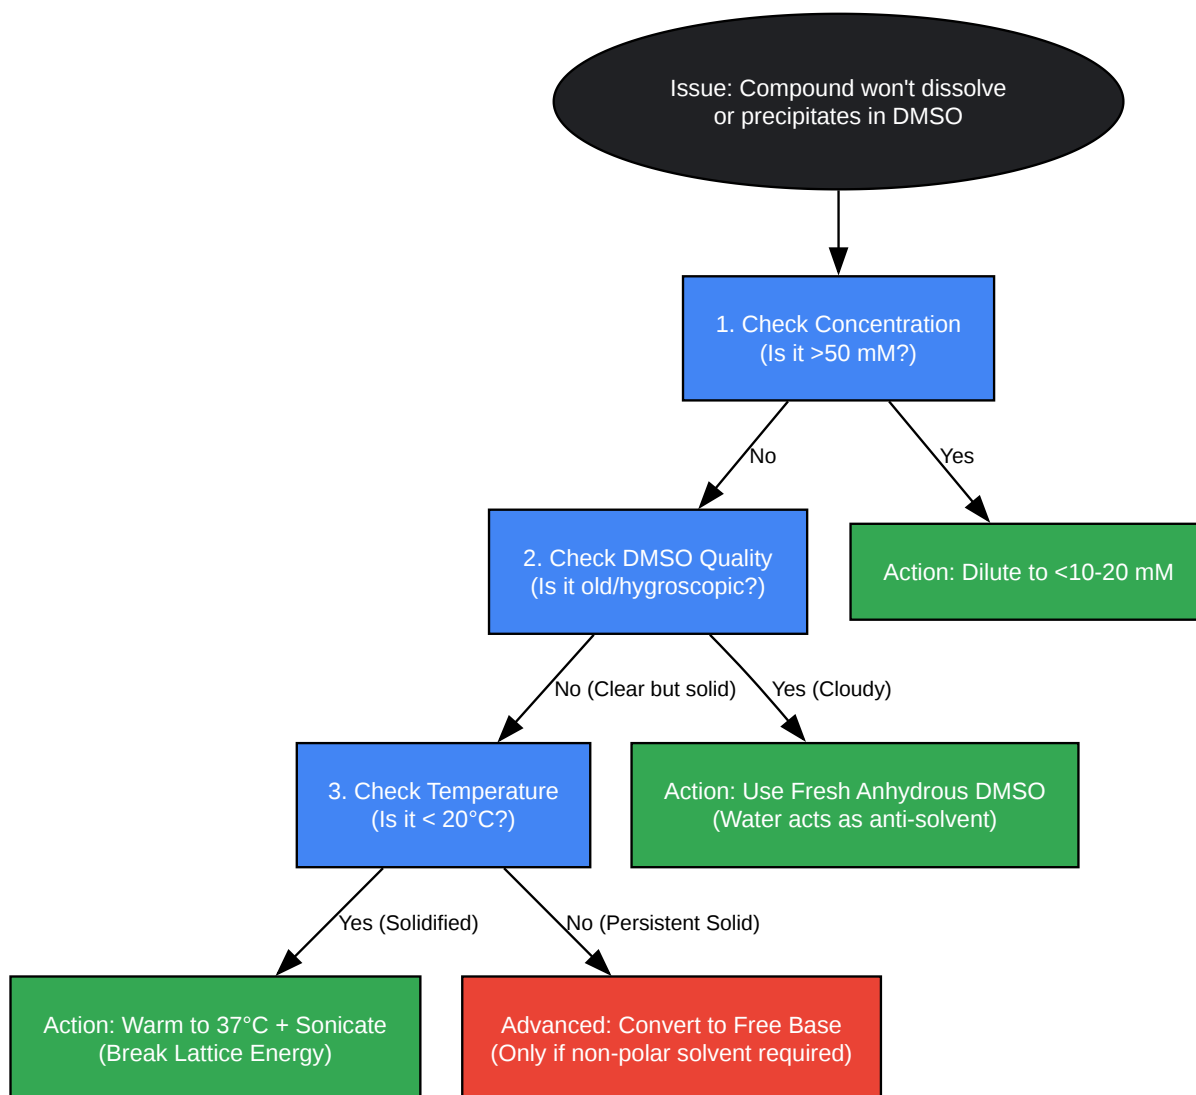 Issue: Compound won't dissolve
or precipitates in DMSO
1. Check Concentration
(Is it >50 mM?)
No
Yes
2. Check DMSO Quality
(Is it old/hygroscopic?)
Action: Dilute to <10-20 mM
No (Clear but solid)
Yes (Cloudy)
3. Check Temperature
(Is it < 20°C?)
Action: Use Fresh Anhydrous DMSO
(Water acts as anti-solvent)
Yes (Solidified)
No (Persistent Solid)
Action: Warm to 37°C + Sonicate
(Break Lattice Energy)
Advanced: Convert to Free Base
(Only if non-polar solvent required)